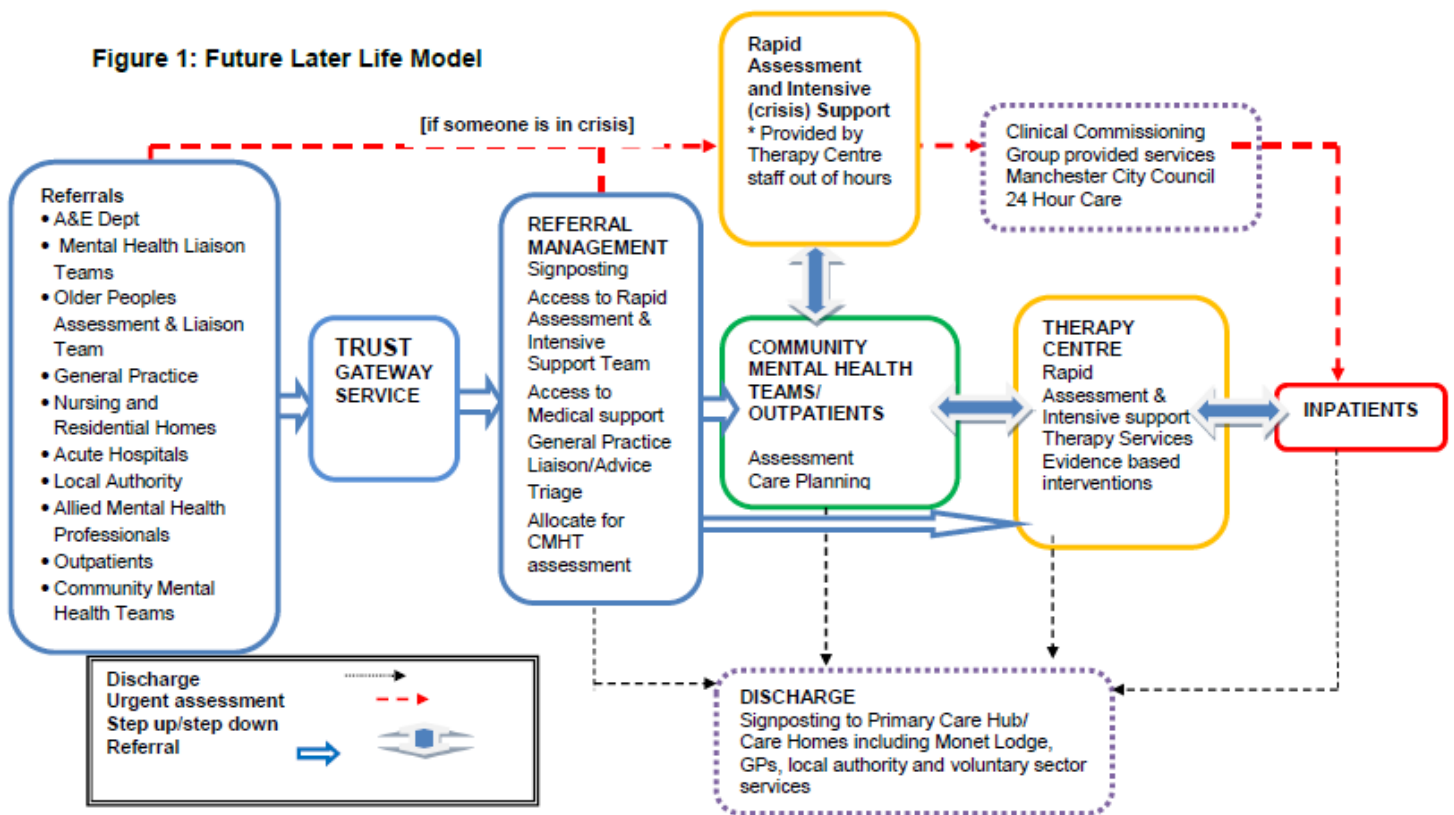 Figure 1: Future Later Life Model
[if someone is in crisis]
Rapid
Assessment
and Intensive
(crisis) Support
* Provided by
Therapy Centre
staff out of hours
Clinical Commissioning
Group provided services
Manchester City Council
24 Hour Care
Referrals
• A&E Dept
• Mental Health Liaison
Teams
• Older Peoples
Assessment & Liaison
Team
• General Practice
• Nursing and
Residential Homes
• Acute Hospitals
• Local Authority
• Allied Mental Health
Professionals
• Outpatients
• Community Mental
Health Teams
TRUST
GATEWAY
SERVICE
REFERRAL
MANAGEMENT
Signposting
Access to Rapid
Assessment &
Intensive
Support Team
Access to
Medical support
General Practice
Liaison/Advice
Triage
Allocate for
CMHT
assessment
COMMUNITY
MENTAL HEALTH
TEAMS/
OUTPATIENTS
Assessment
Care Planning
THERAPY
CENTRE
Rapid
Assessment &
Intensive support
Therapy Services
Evidence based
interventions
INPATIENTS
Discharge
Urgent assessment
Step up/step down
Referral
DISCHARGE
Signposting to Primary Care Hub/
Care Homes including Monet Lodge,
GPs, local authority and voluntary sector
services